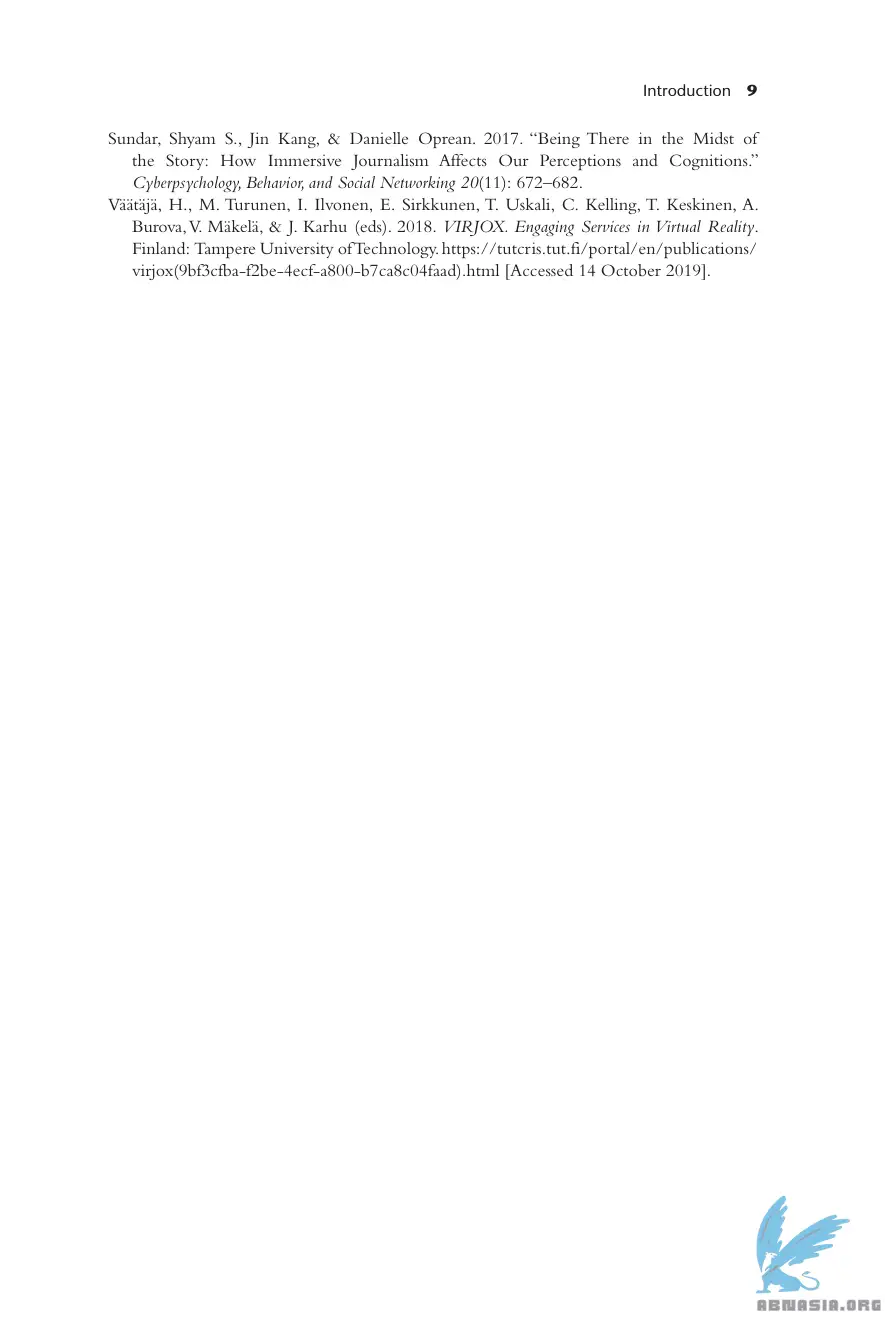 Introduction 9
Sundar, Shyam S., Jin Kang, & Danielle Oprean. 2017. “Being There in the Midst of
the Story: How Immersive Journalism Affects Our Perceptions and Cognitions.”
Cyberpsychology, Behavior, and Social Networking 20(11): 672–682.
Väätäjä, H., M. Turunen, I. Ilvonen, E. Sirkkunen, T. Uskali, C. Kelling, T. Keskinen, A.
Burova, V. Mäkelä, & J. Karhu (eds). 2018. VIRJOX. Engaging Services in Virtual Reality.
Finland: Tampere University of Technology. https://tutcris.tut.fi/portal/en/publications/
virjox(9bf3cfba-f2be-4ecf-a800-b7ca8c04faad).html [Accessed 14 October 2019].
ABNASIA.ORG